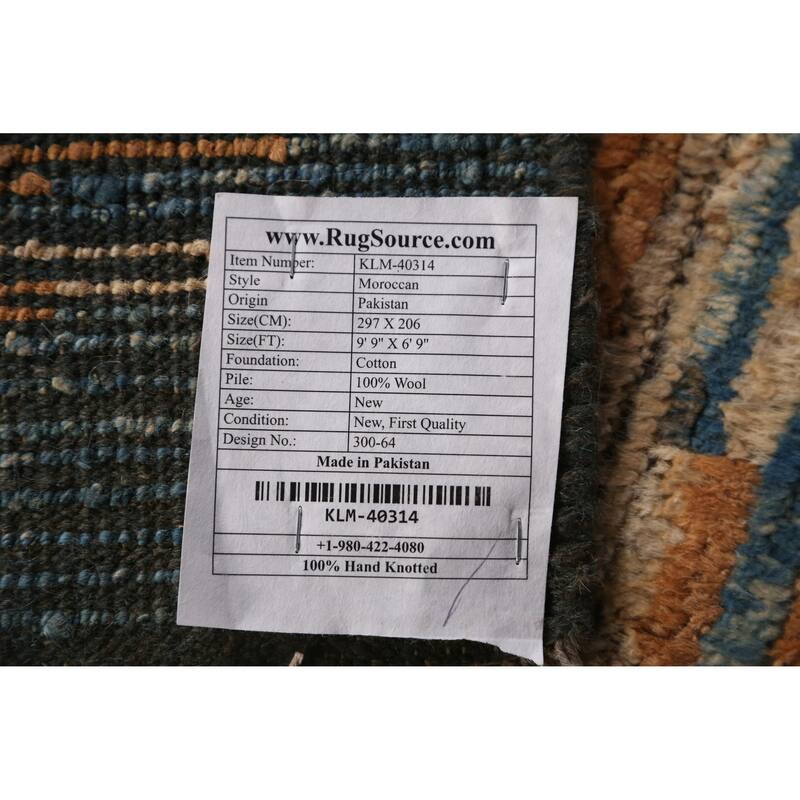 www.RugSource.com
Item Number: KLM-40314
Style Moroccan
Origin Pakistan
Size(CM): 297 X 206
Size(FT): 9' 9" X 6' 9"
Foundation: Cotton
Pile: 100% Wool
Age: New
Condition: New, First Quality
Design No.: 300-64
Made in Pakistan
KLM-40314
+1-980-422-4080
100% Hand Knotted